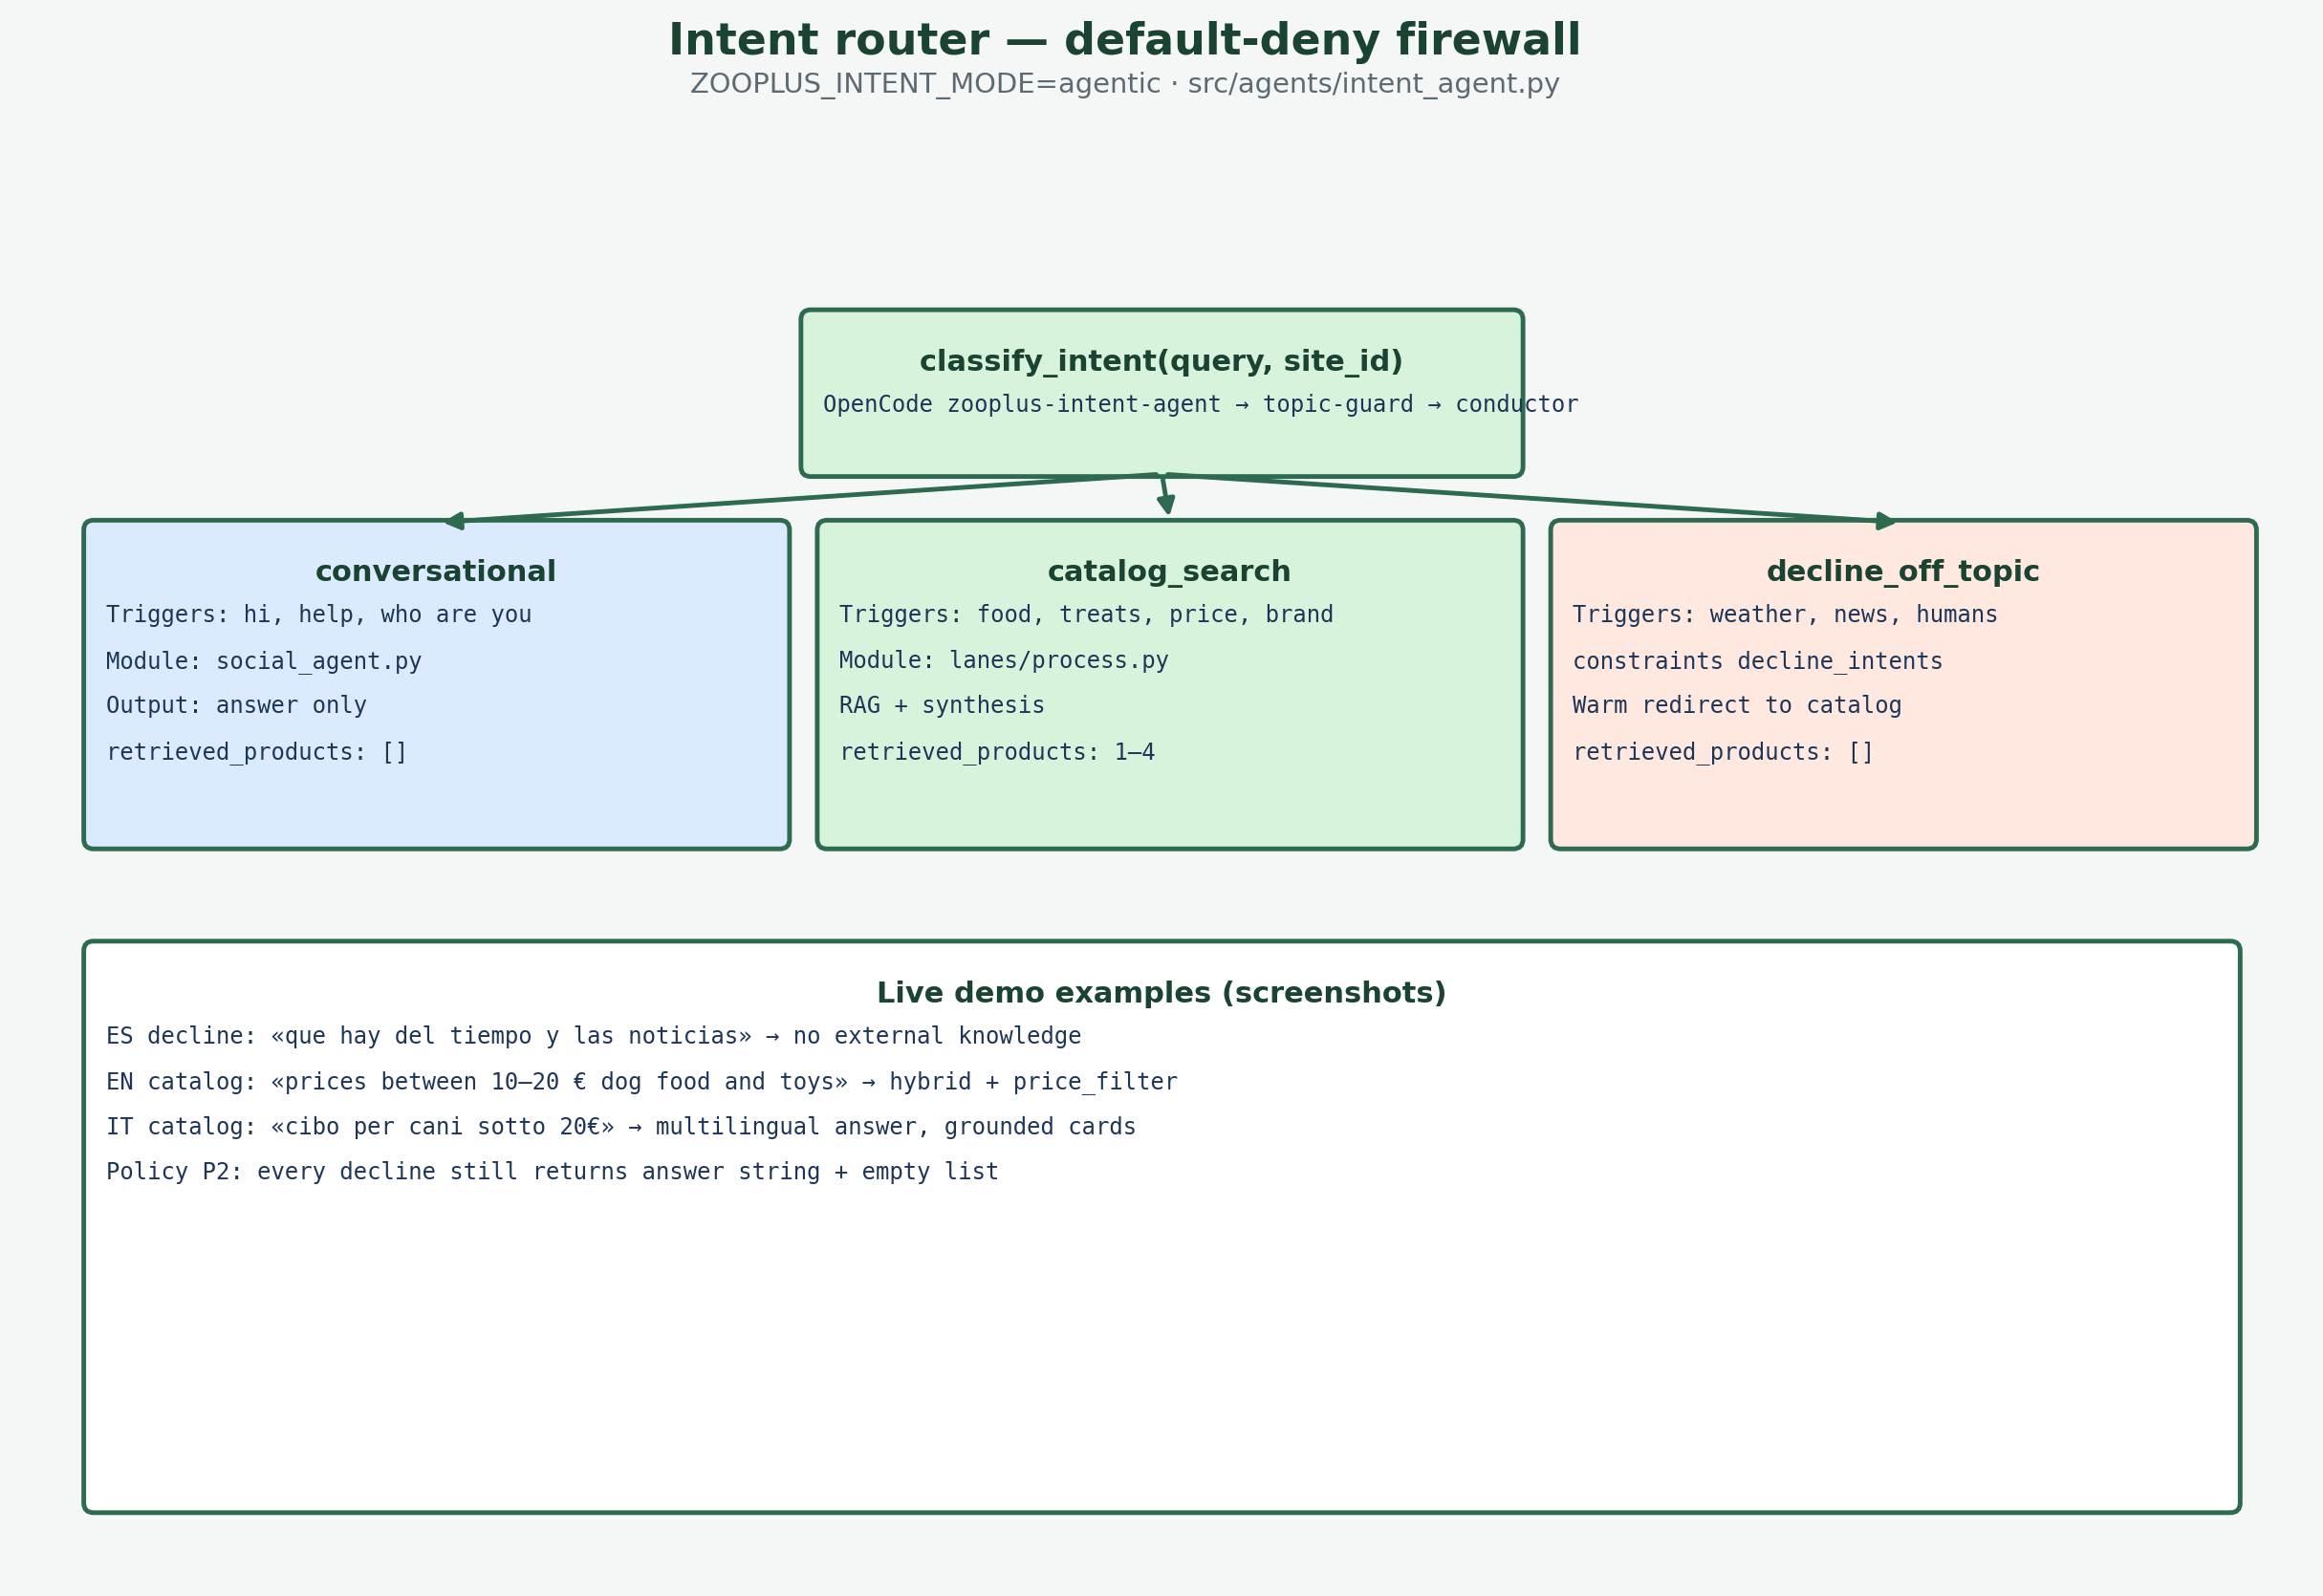 Intent router — default-deny firewall
ZOOPLUS_INTENT_MODE=agentic · src/agents/intent_agent.py
classify_intent(query, site_id)
OpenCode zooplus-intent-agent → topic-guard → conductor
conversational
Triggers: hi, help, who are you
Module: social_agent.py
Output: answer only
retrieved_products: []
catalog_search
Triggers: food, treats, price, brand
Module: lanes/process.py
RAG + synthesis
retrieved_products: 1–4
decline_off_topic
Triggers: weather, news, humans
constraints decline_intents
Warm redirect to catalog
retrieved_products: []
Live demo examples (screenshots)
ES decline: «que hay del tiempo y las noticias» → no external knowledge
EN catalog: «prices between 10–20 € dog food and toys» → hybrid + price_filter
IT catalog: «cibo per cani sotto 20€» → multilingual answer, grounded cards
Policy P2: every decline still returns answer string + empty list